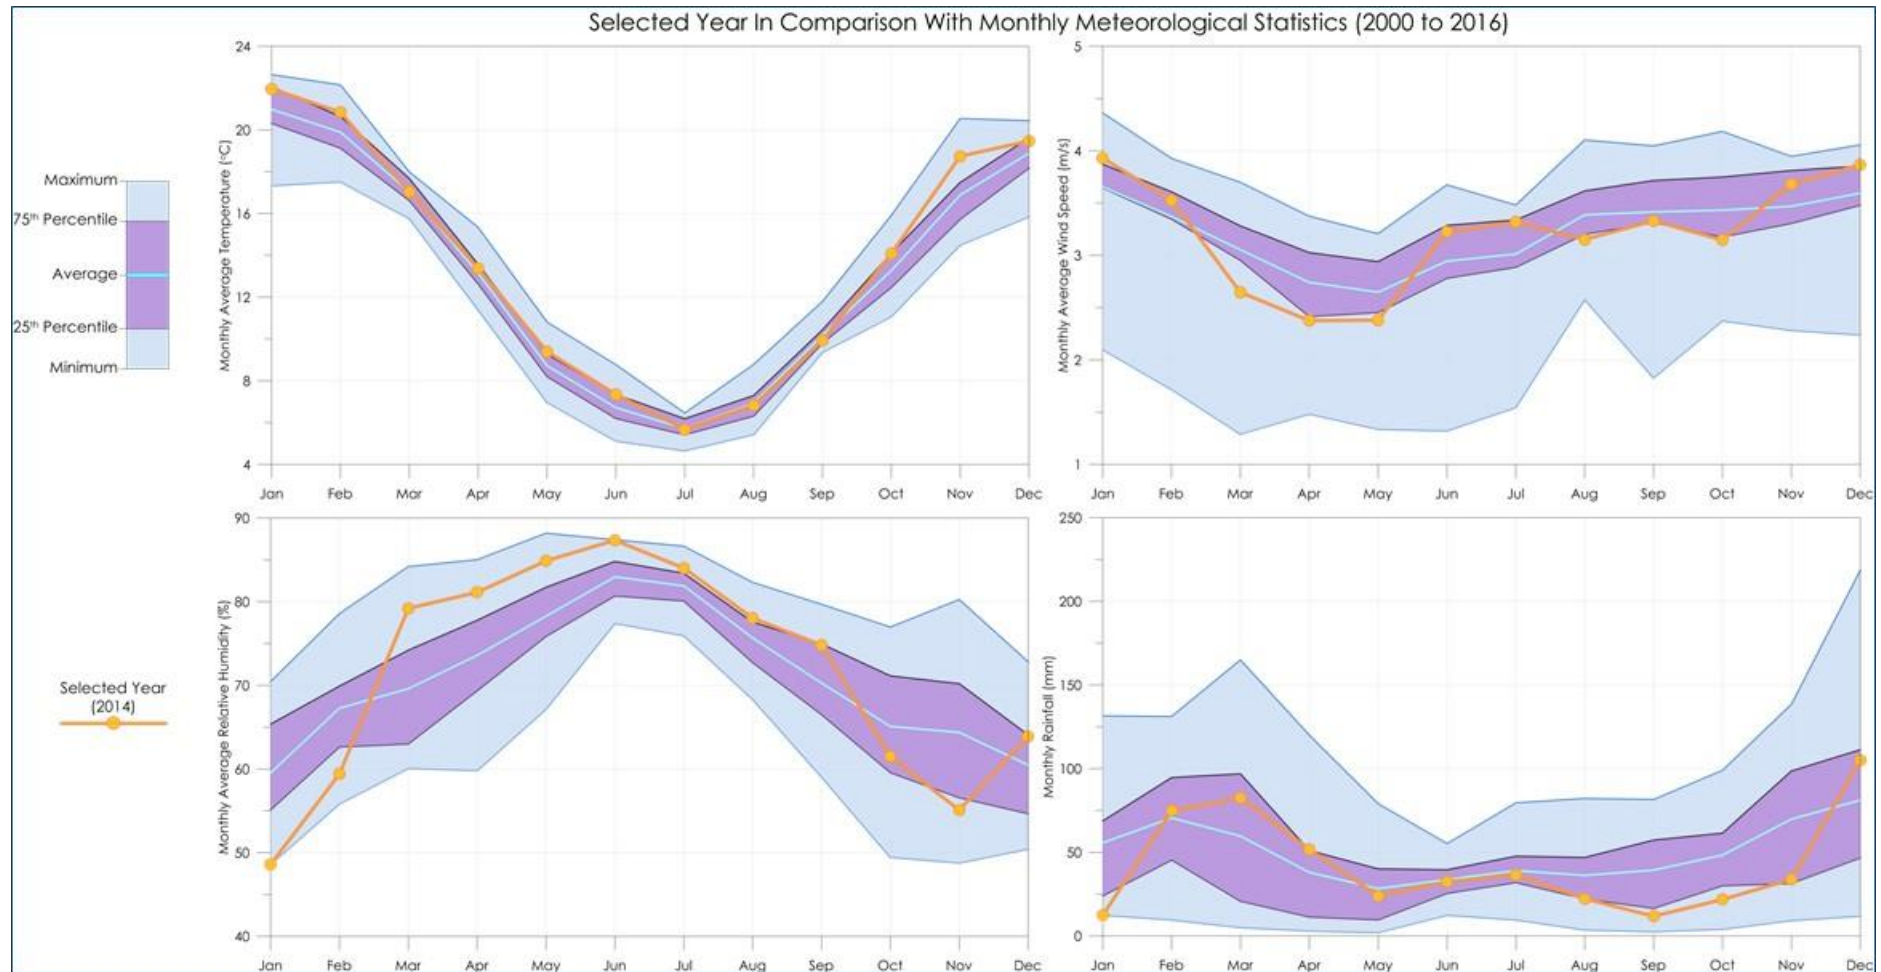 Selected Year In Comparison With Monthly Meteorological Statistics (2000 to 2016)
Maximum
75th Percentile
Average
25th Percentile
Minimum
Selected Year
(2014)
Monthly Average Temperature (°C)
24
20
16
12
8
4
Jan Feb Mar Apr May Jun Jul Aug Sep Oct Nov Dec
Monthly Average Wind Speed (m/s)
5
4
3
2
1
Jan Feb Mar Apr May Jun Jul Aug Sep Oct Nov Dec
Monthly Average Relative Humidity (%)
90
80
70
60
50
40
Jan Feb Mar Apr May Jun Jul Aug Sep Oct Nov Dec
Monthly Rainfall (mm)
250
200
150
100
50
0
Jan Feb Mar Apr May Jun Jul Aug Sep Oct Nov Dec